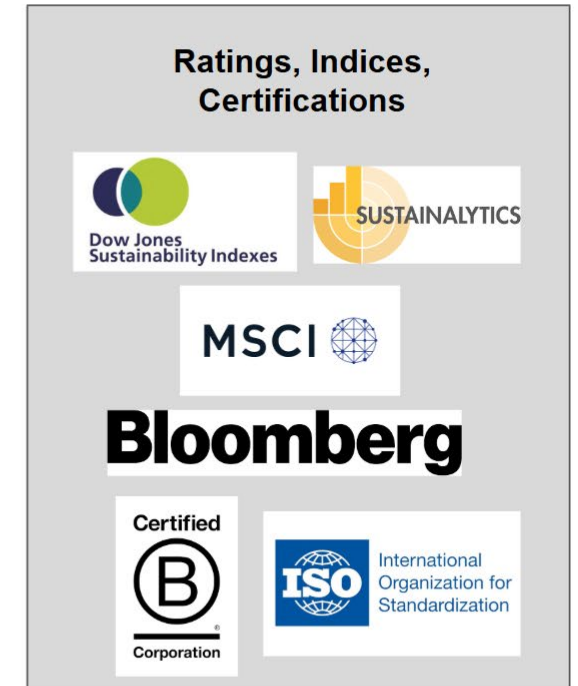 Ratings, Indices,
Certifications
Dow Jones
Sustainability Indexes
SUSTAINALYTICS
MSCI
Bloomberg
Certified
B
®
Corporation
ISO
International
Organization for
Standardization